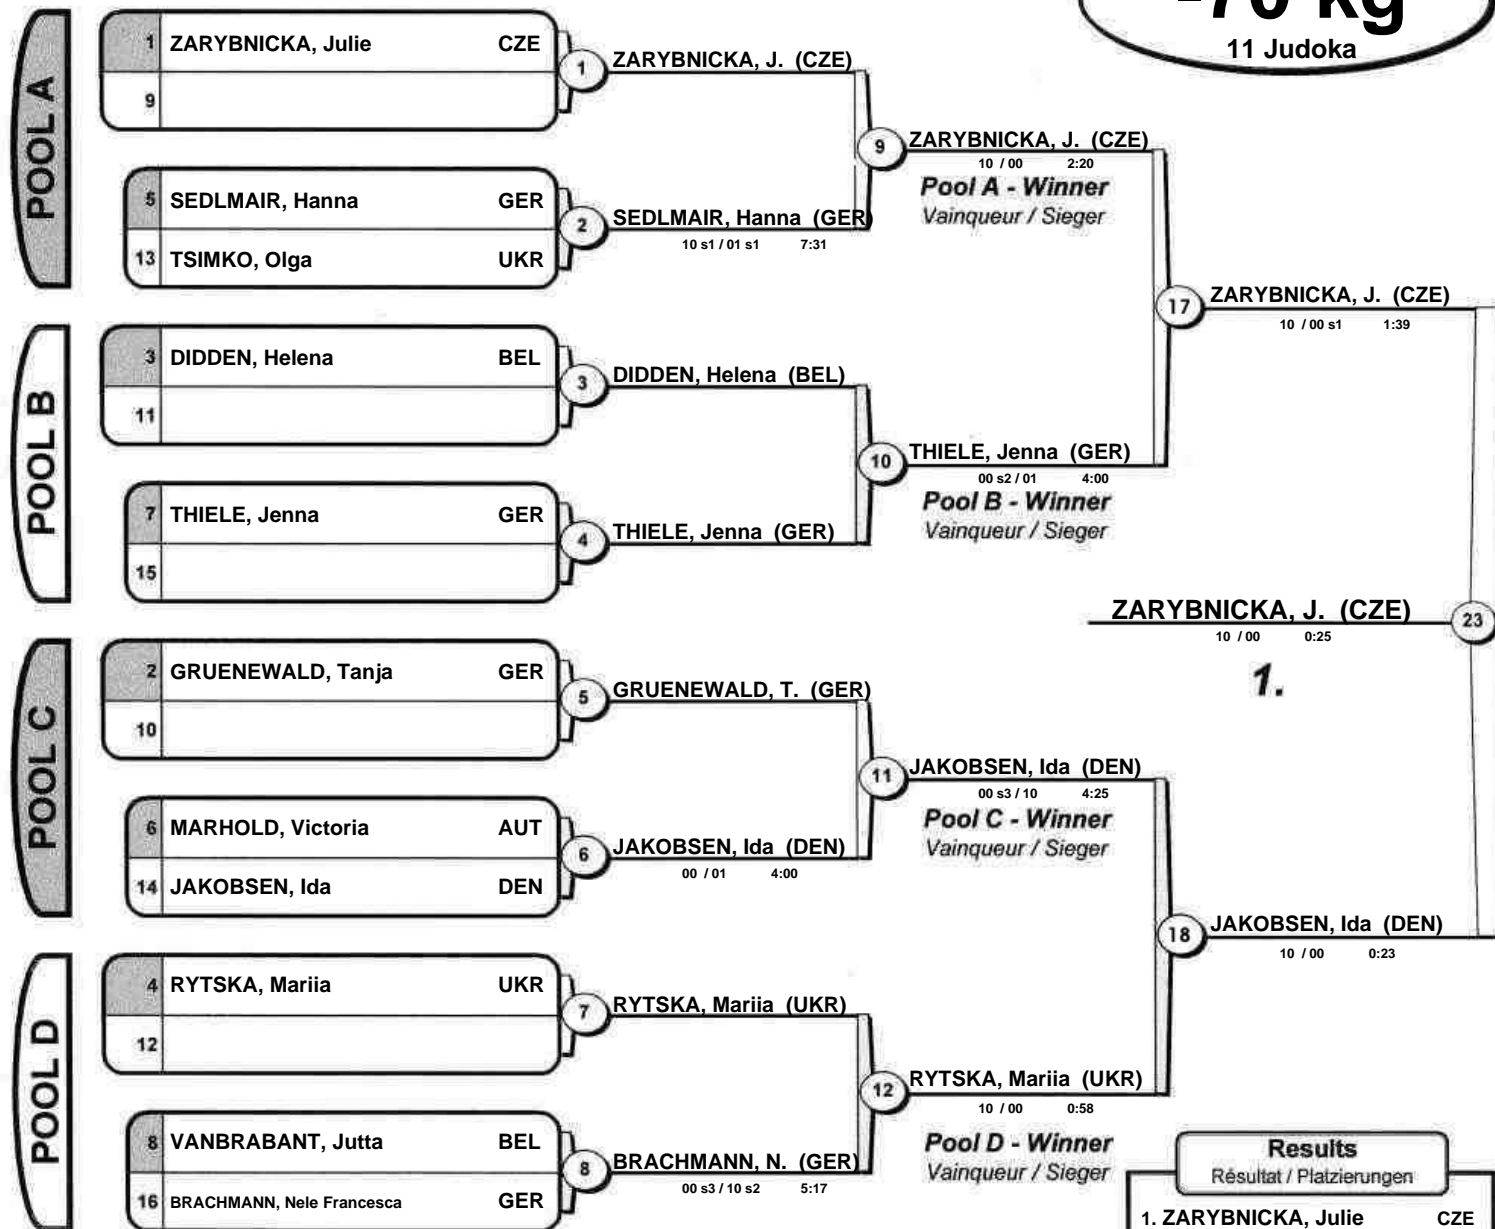 -70 kg
11 Judoka
POOL A
1 ZARYBNICKA, Julie CZE
9
5 SEDLMAIR, Hanna GER
13 TSIMKO, Olga UKR
1 ZARYBNICKA, J. (CZE)
2 SEDLMAIR, Hanna (GER)
10 s1 / 01 s1 7:31
9 ZARYBNICKA, J. (CZE)
10 / 00 2:20
Pool A - Winner
Vainqueur / Sieger
POOL B
3 DIDDEN, Helena BEL
11
7 THIELE, Jenna GER
15
3 DIDDEN, Helena (BEL)
4 THIELE, Jenna (GER)
10 THIELE, Jenna (GER)
00 s2 / 01 4:00
Pool B - Winner
Vainqueur / Sieger
17 ZARYBNICKA, J. (CZE)
10 / 00 s1 1:39
ZARYBNICKA, J. (CZE) 23
10 / 00 0:25
1.
POOL C
2 GRUENEWALD, Tanja GER
10
6 MARHOLD, Victoria AUT
14 JAKOBSEN, Ida DEN
5 GRUENEWALD, T. (GER)
6 JAKOBSEN, Ida (DEN)
00 / 01 4:00
11 JAKOBSEN, Ida (DEN)
00 s3 / 10 4:25
Pool C - Winner
Vainqueur / Sieger
POOL D
4 RYTSKA, Mariia UKR
12
8 VANBRABANT, Jutta BEL
16 BRACHMANN, Nele Francesca GER
7 RYTSKA, Mariia (UKR)
8 BRACHMANN, N. (GER)
00 s3 / 10 s2 5:17
12 RYTSKA, Mariia (UKR)
10 / 00 0:58
Pool D - Winner
Vainqueur / Sieger
18 JAKOBSEN, Ida (DEN)
10 / 00 0:23
Results
Résultat / Platzierungen
1. ZARYBNICKA, Julie CZE